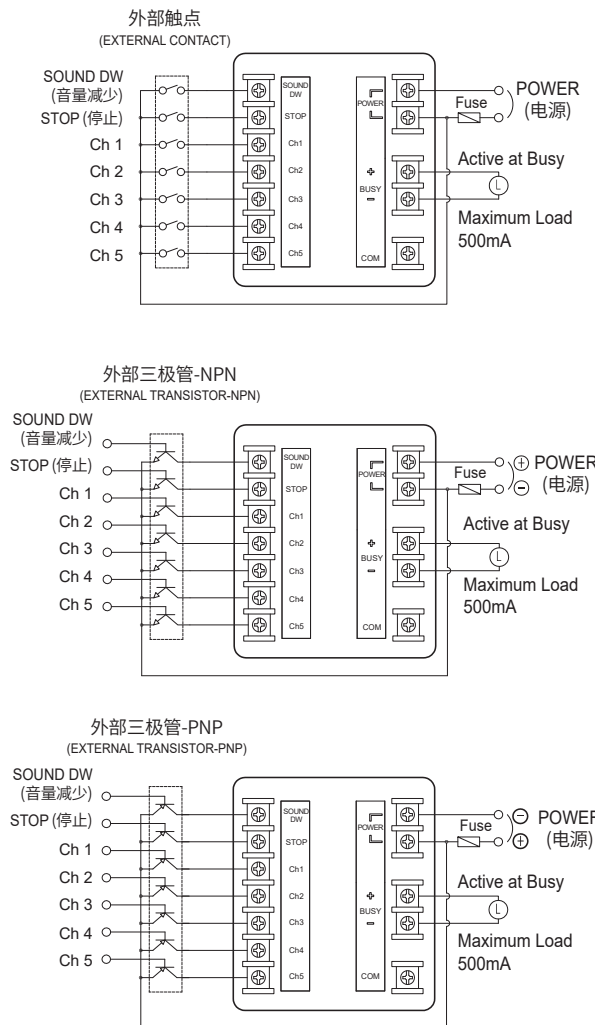 外部触点
(EXTERNAL CONTACT)
SOUND DW
(音量减少)
STOP (停止)
Ch 1
Ch 2
Ch 3
Ch 4
Ch 5
SOUND
DW
STOP
Ch1
Ch2
Ch3
Ch4
Ch5
POWER
+
BUSY
−
COM
Fuse
POWER
(电源)
Active at Busy
L
Maximum Load
500mA
外部三极管-NPN
(EXTERNAL TRANSISTOR-NPN)
SOUND DW
(音量减少)
STOP (停止)
Ch 1
Ch 2
Ch 3
Ch 4
Ch 5
SOUND
DW
STOP
Ch1
Ch2
Ch3
Ch4
Ch5
POWER
+
BUSY
−
COM
Fuse
+ POWER
− (电源)
Active at Busy
L
Maximum Load
500mA
外部三极管-PNP
(EXTERNAL TRANSISTOR-PNP)
SOUND DW
(音量减少)
STOP (停止)
Ch 1
Ch 2
Ch 3
Ch 4
Ch 5
SOUND
DW
STOP
Ch1
Ch2
Ch3
Ch4
Ch5
POWER
+
BUSY
−
COM
Fuse
− POWER
+ (电源)
Active at Busy
L
Maximum Load
500mA